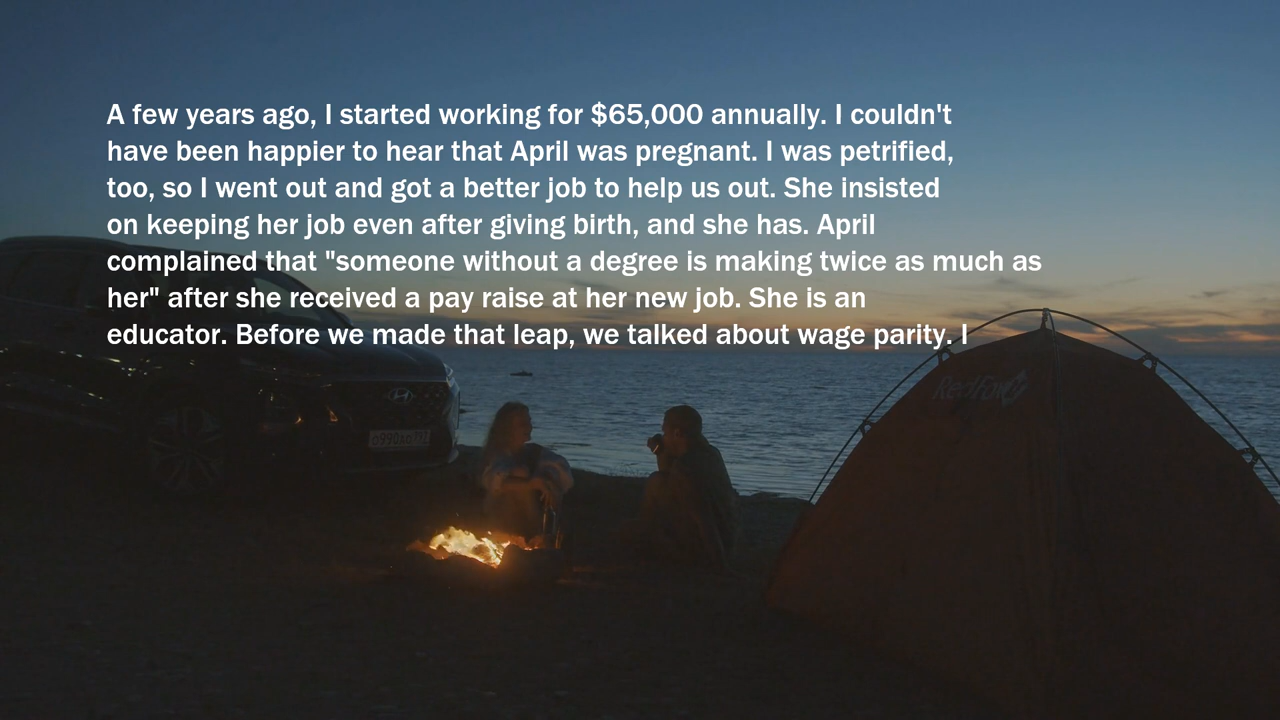 A few years ago, I started working for $65,000 annually. I couldn't
have been happier to hear that April was pregnant. I was petrified,
too, so I went out and got a better job to help us out. She insisted
on keeping her job even after giving birth, and she has. April
complained that "someone without a degree is making twice as much as
her" after she received a pay raise at her new job. She is an
educator. Before we made that leap, we talked about wage parity. I
RedFox